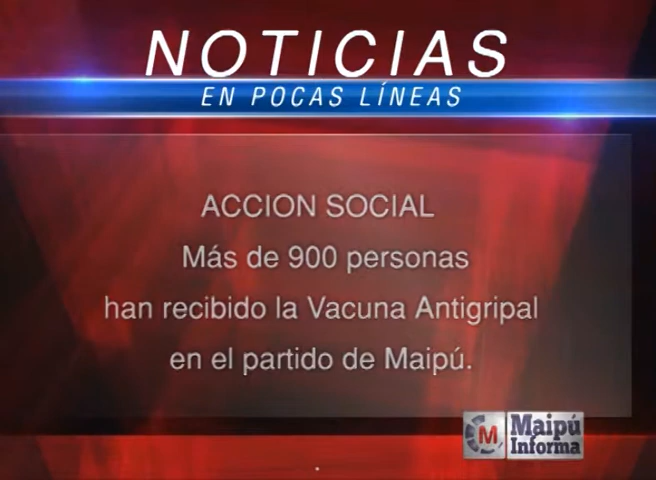 NOTICIAS
EN POCAS LÍNEAS
ACCION SOCIAL
Más de 900 personas
han recibido la Vacuna Antigripal
en el partido de Maipú.
M Maipú
Informa